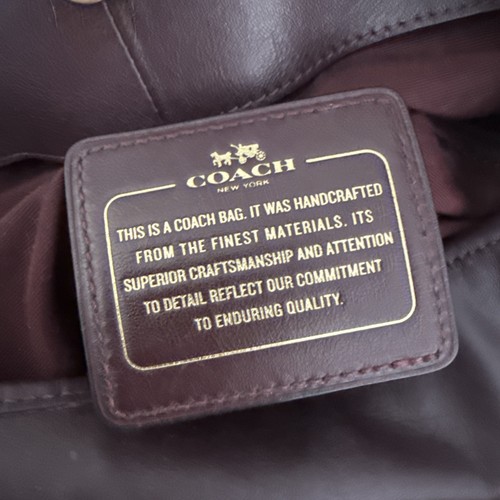 COACH
NEW YORK
THIS IS A COACH BAG. IT WAS HANDCRAFTED
FROM THE FINEST MATERIALS. ITS
SUPERIOR CRAFTSMANSHIP AND ATTENTION
TO DETAIL REFLECT OUR COMMITMENT
TO ENDURING QUALITY.